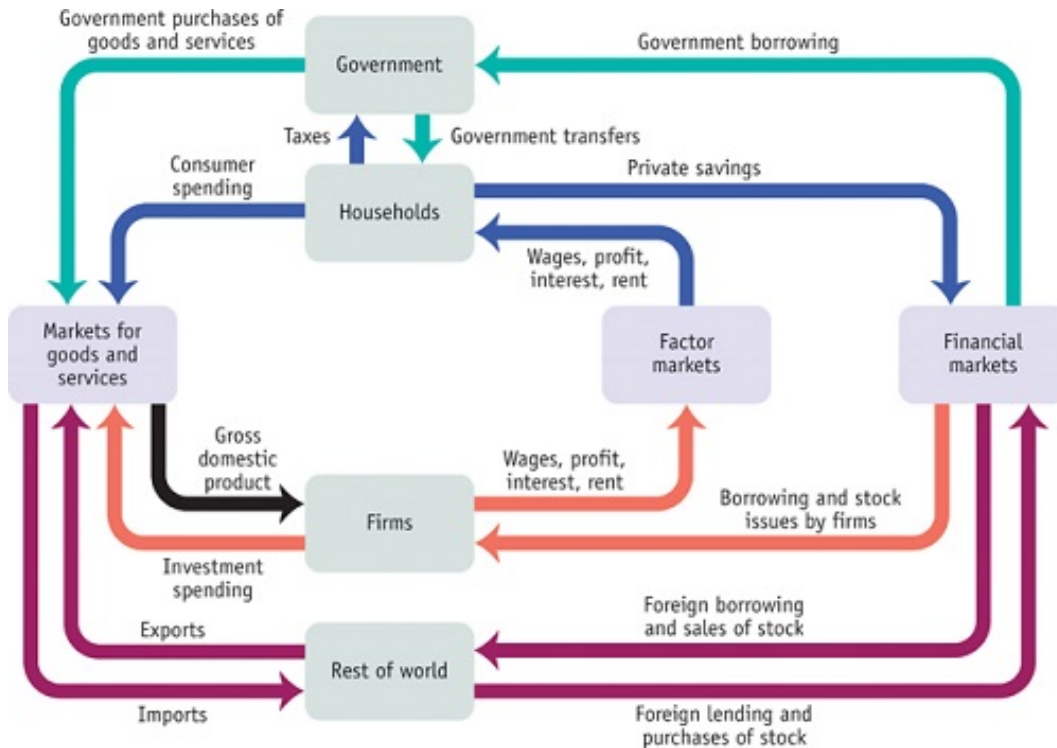 Government purchases of
goods and services
Government
Government borrowing
Taxes
Government transfers
Consumer
spending
Households
Private savings
Wages, profit,
interest, rent
Markets for
goods and
services
Factor
markets
Financial
markets
Gross
domestic
product
Wages, profit,
interest, rent
Firms
Borrowing and stock
issues by firms
Investment
spending
Exports
Foreign borrowing
and sales of stock
Rest of world
Imports
Foreign lending and
purchases of stock